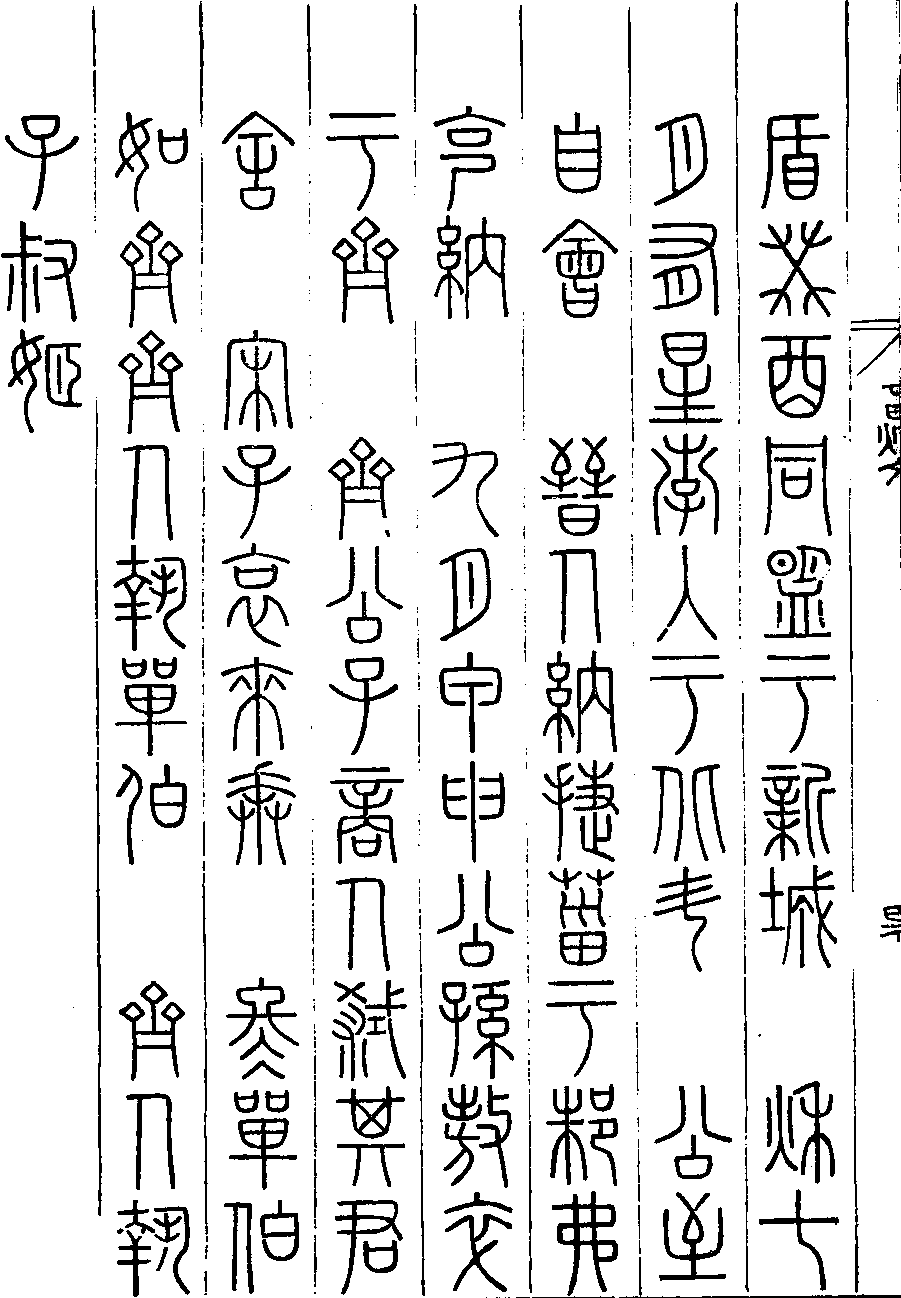 盾癸酉同盟于新城　秋七
月有星孛入于北斗　公至
自會　晉人納捷菑于邾弗
克納　九月甲申公孫敖卒
于齊　齊公子商人弒其君
舍　宋子哀來奔　冬單伯
如齊齊人執單伯　齊人執
子叔姬